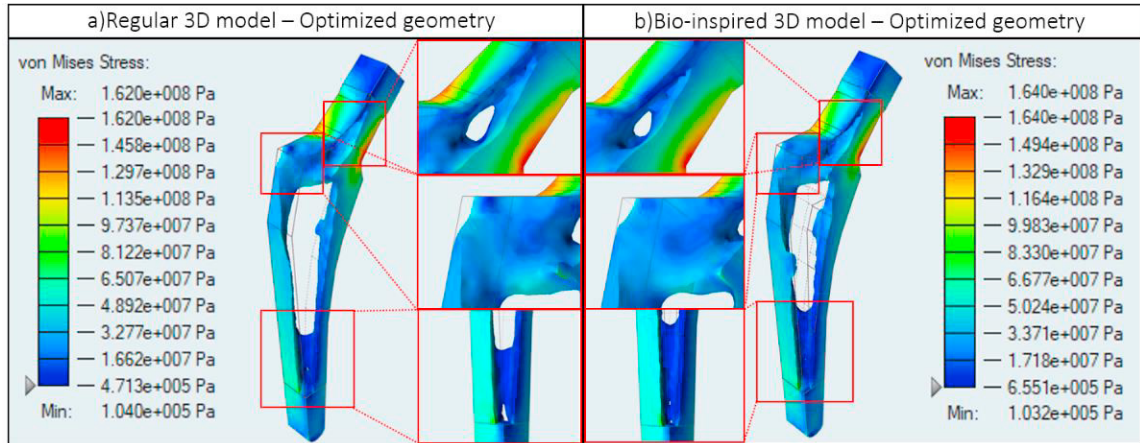 a)Regular 3D model – Optimized geometry
b)Bio-inspired 3D model – Optimized geometry
von Mises Stress:
Max: 1.620e+008 Pa
1.620e+008 Pa
1.458e+008 Pa
1.297e+008 Pa
1.135e+008 Pa
9.737e+007 Pa
8.122e+007 Pa
6.507e+007 Pa
4.892e+007 Pa
3.277e+007 Pa
1.662e+007 Pa
4.713e+005 Pa
Min: 1.040e+005 Pa
von Mises Stress:
Max: 1.640e+008 Pa
1.640e+008 Pa
1.494e+008 Pa
1.329e+008 Pa
1.164e+008 Pa
9.983e+007 Pa
8.330e+007 Pa
6.677e+007 Pa
5.024e+007 Pa
3.371e+007 Pa
1.718e+007 Pa
6.551e+005 Pa
Min: 1.032e+005 Pa